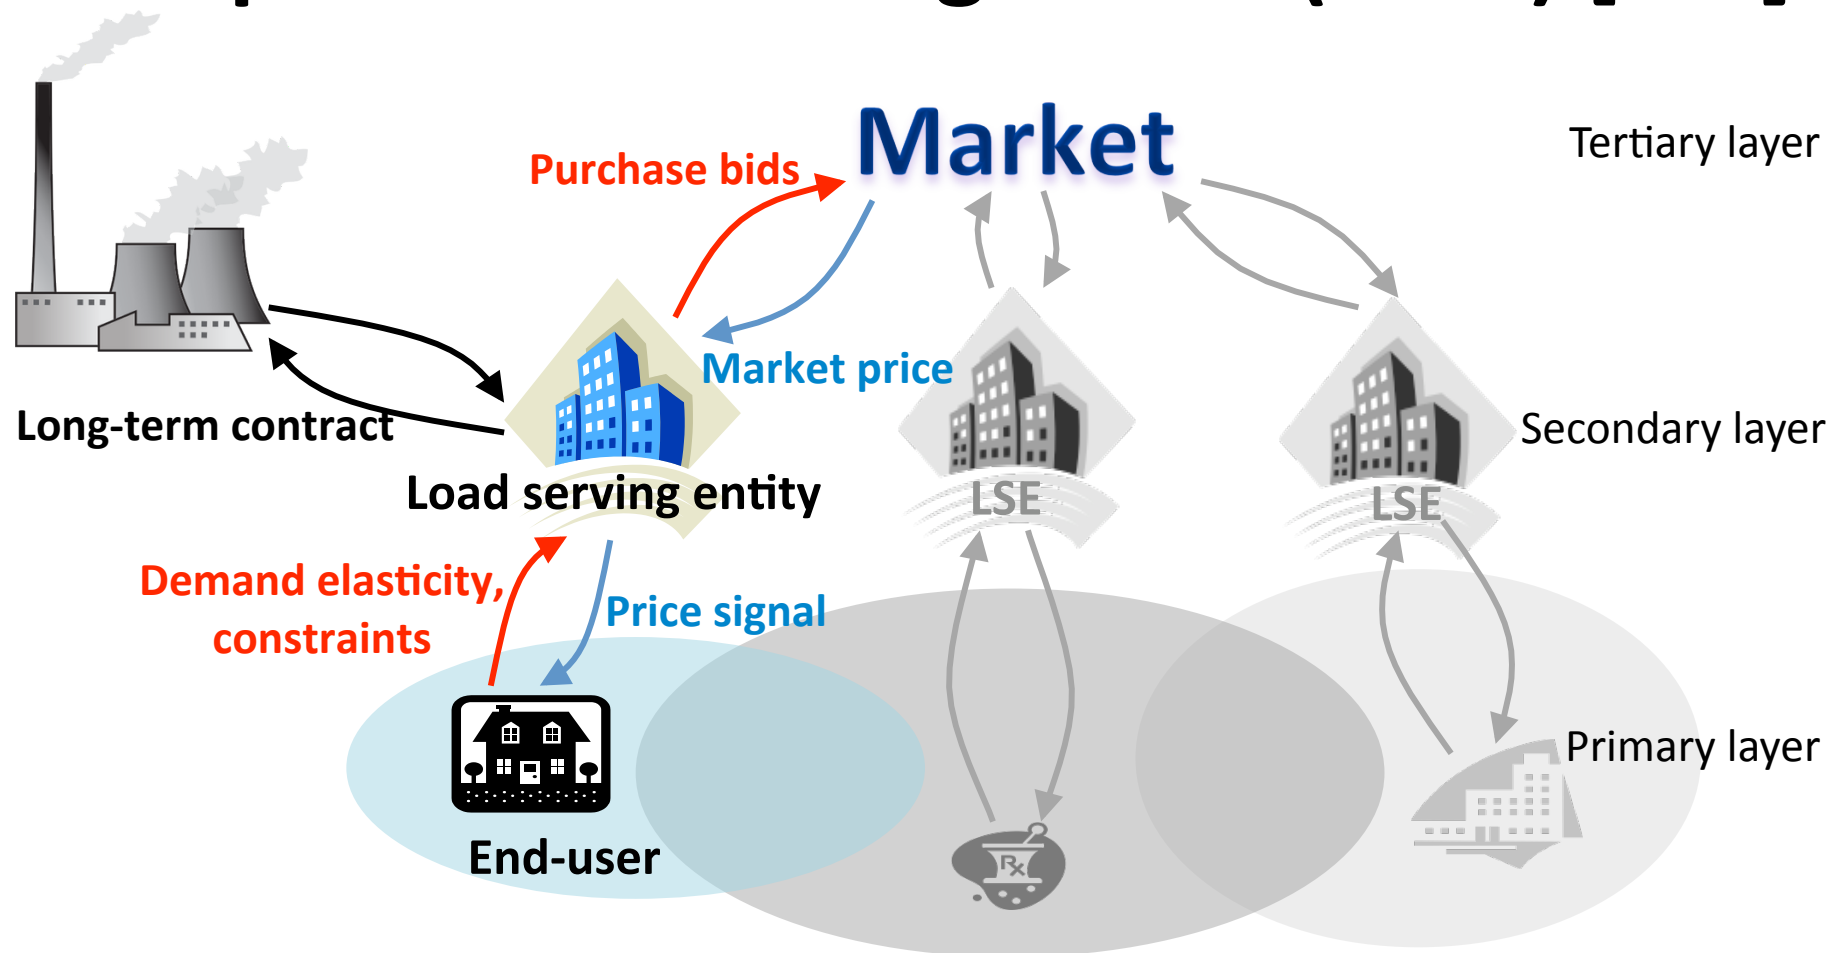 Market
Tertiary layer
Purchase bids
Market price
Long-term contract
Secondary layer
Load serving entity
LSE
LSE
Demand elasticity,
constraints
Price signal
Primary layer
Rx
End-user